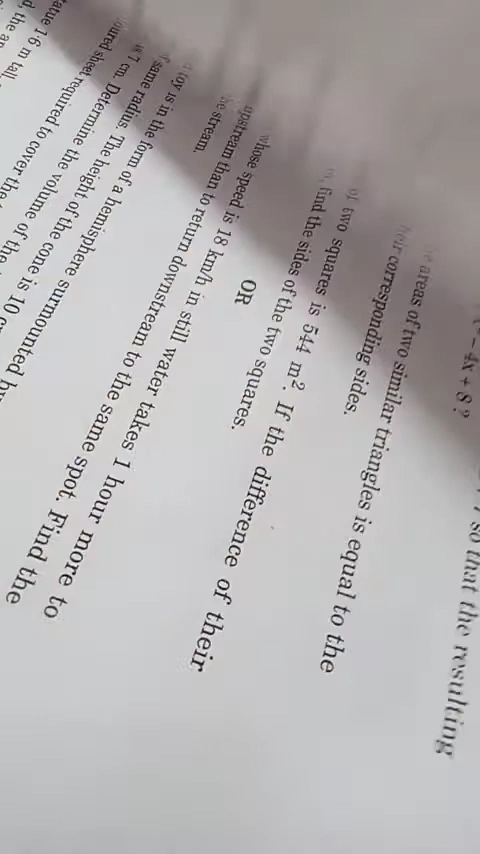 so that the resulting
– 4x + 8 ?
areas of two similar triangles is equal to the
corresponding sides.
of two squares is 544 m². If the difference of their
find the sides of the two squares.
OR
whose speed is 18 km/h in still water takes 1 hour more to
upstream than to return downstream to the same spot. Find the
stream.
toy is in the form of a hemisphere surmounted
same radius. The height of the cone is 10
7 cm. Determine the volume of the
sheet required to cover the
1·6 m tall,
the